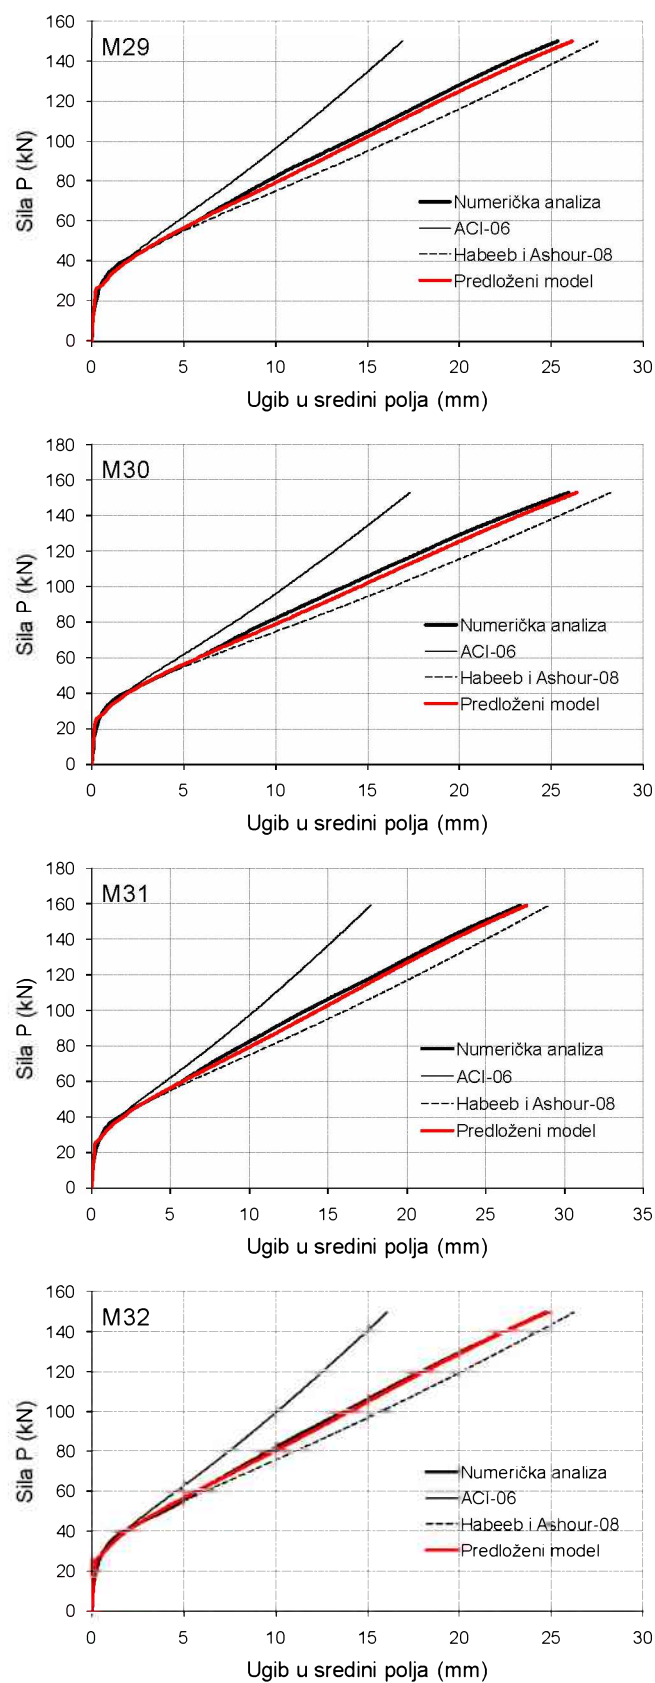 160
M29
140
120
100
80
60
40
20
0
Sila P (kN)
Numerička analiza
ACI-06
Habeeb i Ashour-08
Predloženi model
0 5 10 15 20 25 30
Ugib u sredini polja (mm)
180
M30
160
140
120
100
80
60
40
20
0
Sila P (kN)
Numerička analiza
ACI-06
Habeeb i Ashour-08
Predloženi model
0 5 10 15 20 25 30
Ugib u sredini polja (mm)
180
M31
160
140
120
100
80
60
40
20
0
Sila P (kN)
Numerička analiza
ACI-06
Habeeb i Ashour-08
Predloženi model
0 5 10 15 20 25 30 35
Ugib u sredini polja (mm)
160
M32
140
120
100
80
60
40
20
0
Sila P (kN)
Numerička analiza
ACI-06
Habeeb i Ashour-08
Predloženi model
0 5 10 15 20 25 30
Ugib u sredini polja (mm)